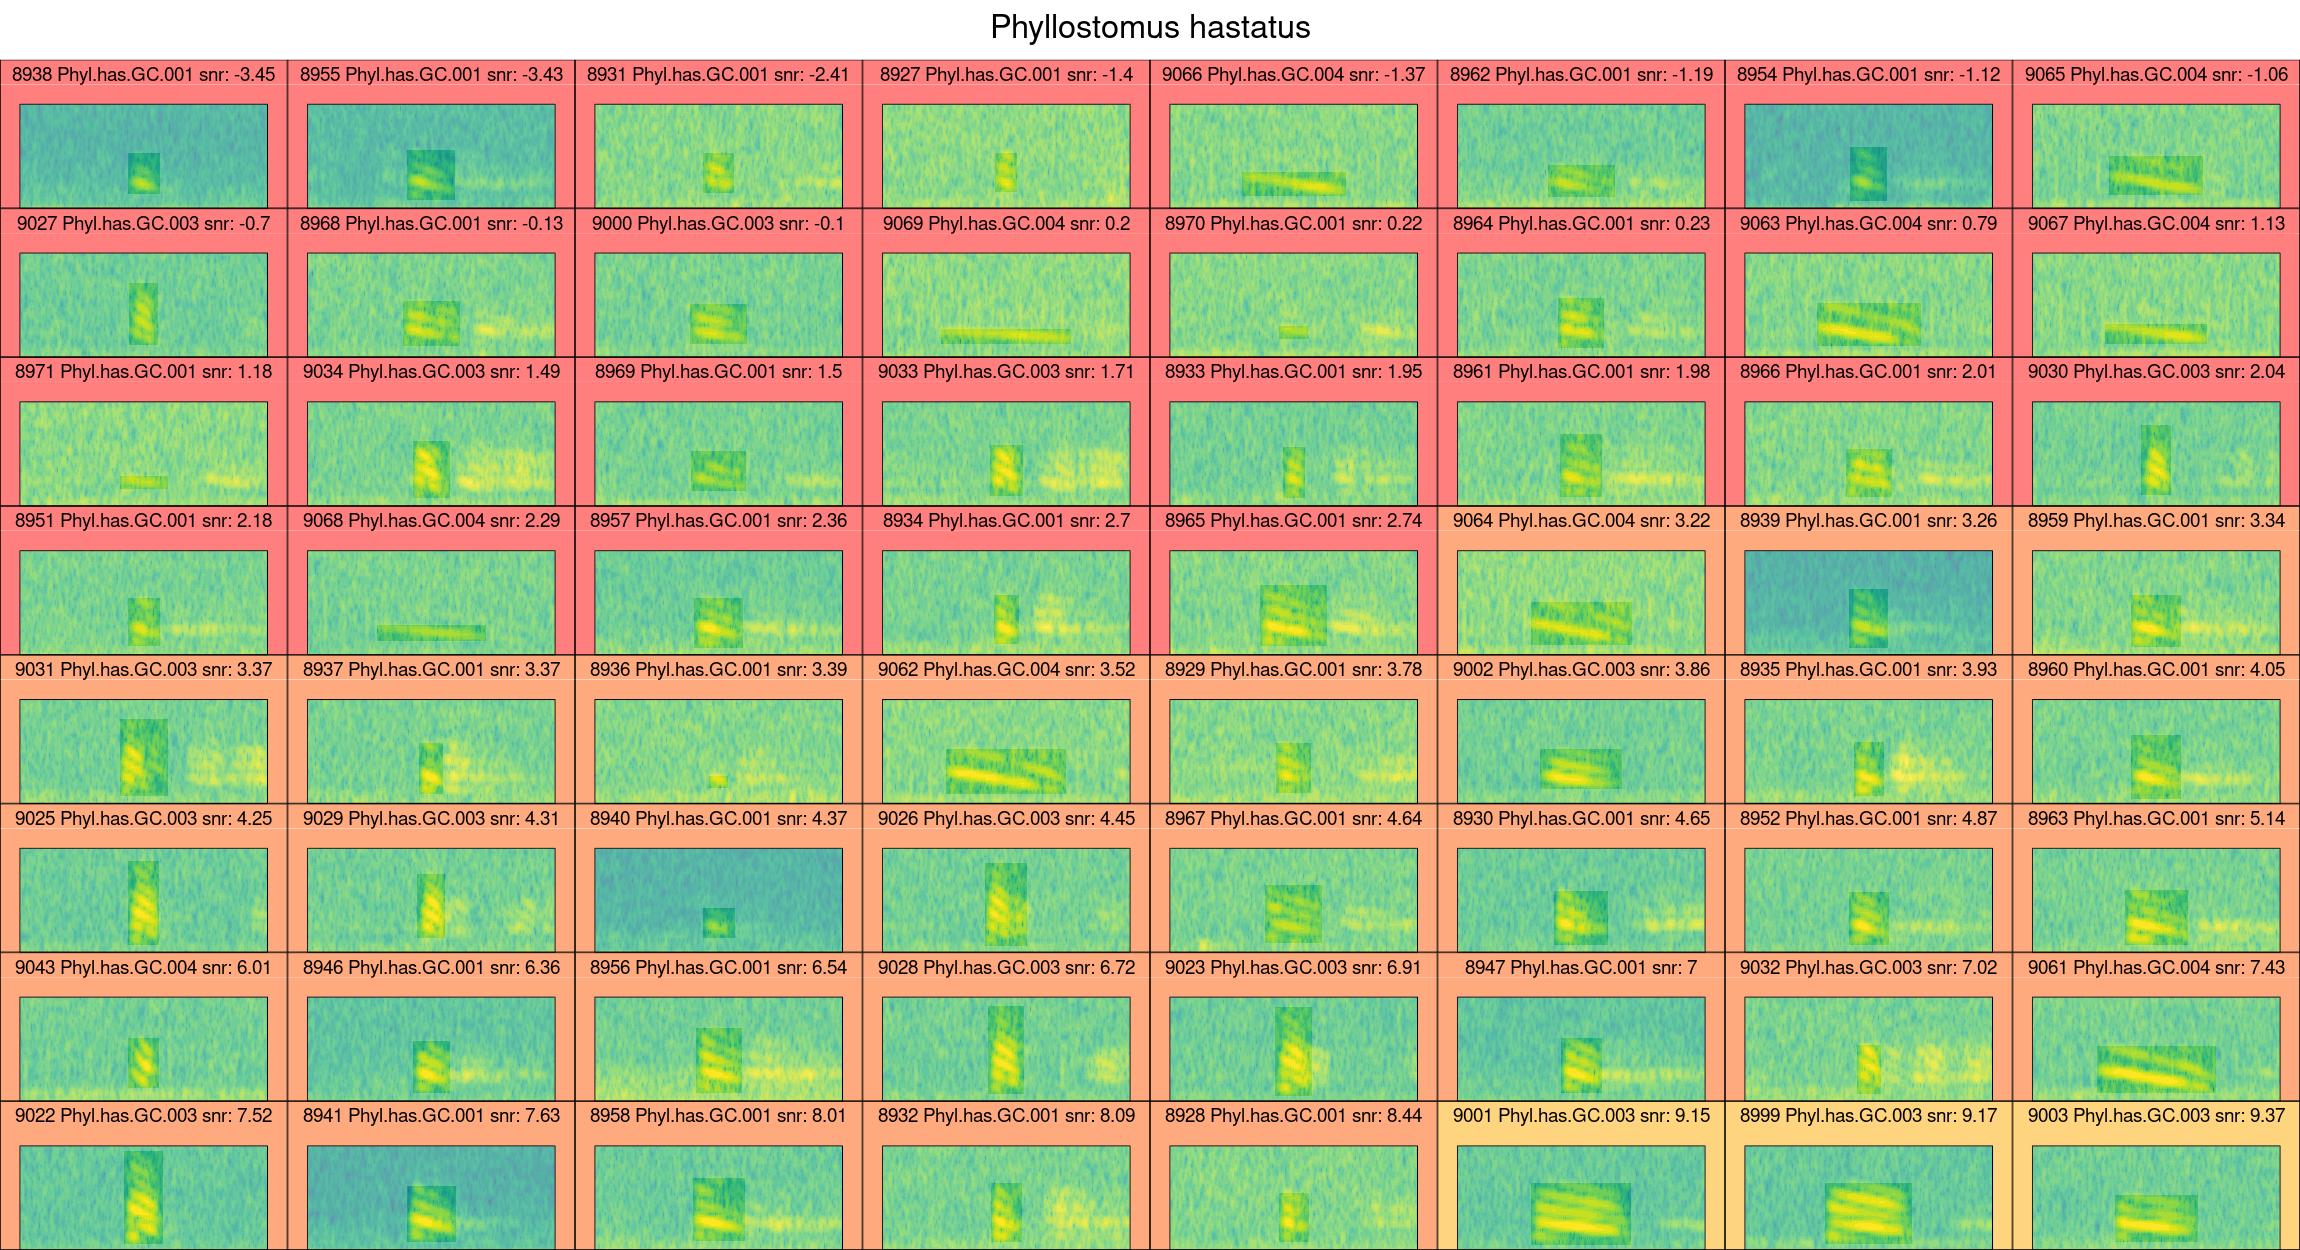 Phyllostomus hastatus
8938 Phyl.has.GC.001 snr: -3.45
8955 Phyl.has.GC.001 snr: -3.43
8931 Phyl.has.GC.001 snr: -2.41
8927 Phyl.has.GC.001 snr: -1.4
9066 Phyl.has.GC.004 snr: -1.37
8962 Phyl.has.GC.001 snr: -1.19
8954 Phyl.has.GC.001 snr: -1.12
9065 Phyl.has.GC.004 snr: -1.06
9027 Phyl.has.GC.003 snr: -0.7
8968 Phyl.has.GC.001 snr: -0.13
9000 Phyl.has.GC.003 snr: -0.1
9069 Phyl.has.GC.004 snr: 0.2
8970 Phyl.has.GC.001 snr: 0.22
8964 Phyl.has.GC.001 snr: 0.23
9063 Phyl.has.GC.004 snr: 0.79
9067 Phyl.has.GC.004 snr: 1.13
8971 Phyl.has.GC.001 snr: 1.18
9034 Phyl.has.GC.003 snr: 1.49
8969 Phyl.has.GC.001 snr: 1.5
9033 Phyl.has.GC.003 snr: 1.71
8933 Phyl.has.GC.001 snr: 1.95
8961 Phyl.has.GC.001 snr: 1.98
8966 Phyl.has.GC.001 snr: 2.01
9030 Phyl.has.GC.003 snr: 2.04
8951 Phyl.has.GC.001 snr: 2.18
9068 Phyl.has.GC.004 snr: 2.29
8957 Phyl.has.GC.001 snr: 2.36
8934 Phyl.has.GC.001 snr: 2.7
8965 Phyl.has.GC.001 snr: 2.74
9064 Phyl.has.GC.004 snr: 3.22
8939 Phyl.has.GC.001 snr: 3.26
8959 Phyl.has.GC.001 snr: 3.34
9031 Phyl.has.GC.003 snr: 3.37
8937 Phyl.has.GC.001 snr: 3.37
8936 Phyl.has.GC.001 snr: 3.39
9062 Phyl.has.GC.004 snr: 3.52
8929 Phyl.has.GC.001 snr: 3.78
9002 Phyl.has.GC.003 snr: 3.86
8935 Phyl.has.GC.001 snr: 3.93
8960 Phyl.has.GC.001 snr: 4.05
9025 Phyl.has.GC.003 snr: 4.25
9029 Phyl.has.GC.003 snr: 4.31
8940 Phyl.has.GC.001 snr: 4.37
9026 Phyl.has.GC.003 snr: 4.45
8967 Phyl.has.GC.001 snr: 4.64
8930 Phyl.has.GC.001 snr: 4.65
8952 Phyl.has.GC.001 snr: 4.87
8963 Phyl.has.GC.001 snr: 5.14
9043 Phyl.has.GC.004 snr: 6.01
8946 Phyl.has.GC.001 snr: 6.36
8956 Phyl.has.GC.001 snr: 6.54
9028 Phyl.has.GC.003 snr: 6.72
9023 Phyl.has.GC.003 snr: 6.91
8947 Phyl.has.GC.001 snr: 7
9032 Phyl.has.GC.003 snr: 7.02
9061 Phyl.has.GC.004 snr: 7.43
9022 Phyl.has.GC.003 snr: 7.52
8941 Phyl.has.GC.001 snr: 7.63
8958 Phyl.has.GC.001 snr: 8.01
8932 Phyl.has.GC.001 snr: 8.09
8928 Phyl.has.GC.001 snr: 8.44
9001 Phyl.has.GC.003 snr: 9.15
8999 Phyl.has.GC.003 snr: 9.17
9003 Phyl.has.GC.003 snr: 9.37